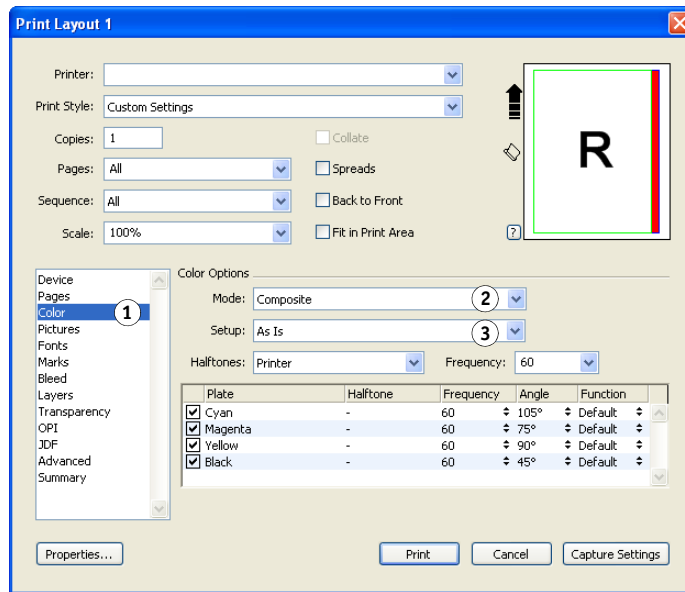 Print Layout 1
Printer:
Print Style: Custom Settings
Copies: 1 Collate
Pages: All Spreads
Sequence: All Back to Front
Scale: 100% Fit in Print Area
R
?
Device
Pages
Color 1
Pictures
Fonts
Marks
Bleed
Layers
Transparency
OPI
JDF
Advanced
Summary
Color Options
Mode: Composite 2
Setup: As Is 3
Halftones: Printer Frequency: 60
Plate Halftone Frequency Angle Function
Cyan - 60 105° Default
Magenta - 60 75° Default
Yellow - 60 90° Default
Black - 60 45° Default
Properties... Print Cancel Capture Settings